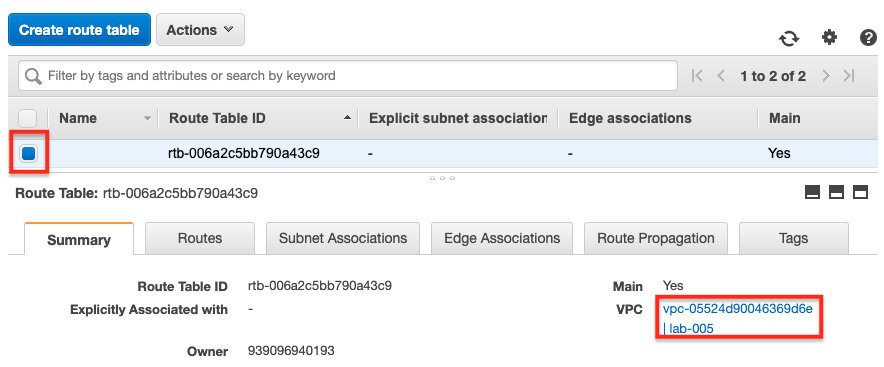 Create route table Actions
Filter by tags and attributes or search by keyword 1 to 2 of 2
Name Route Table ID Explicit subnet association Edge associations Main
rtb-006a2c5bb790a43c9 - - Yes
Route Table: rtb-006a2c5bb790a43c9
Summary Routes Subnet Associations Edge Associations Route Propagation Tags
Route Table ID rtb-006a2c5bb790a43c9 Main Yes
Explicitly Associated with - VPC vpc-05524d90046369d6e
| lab-005
Owner 939096940193